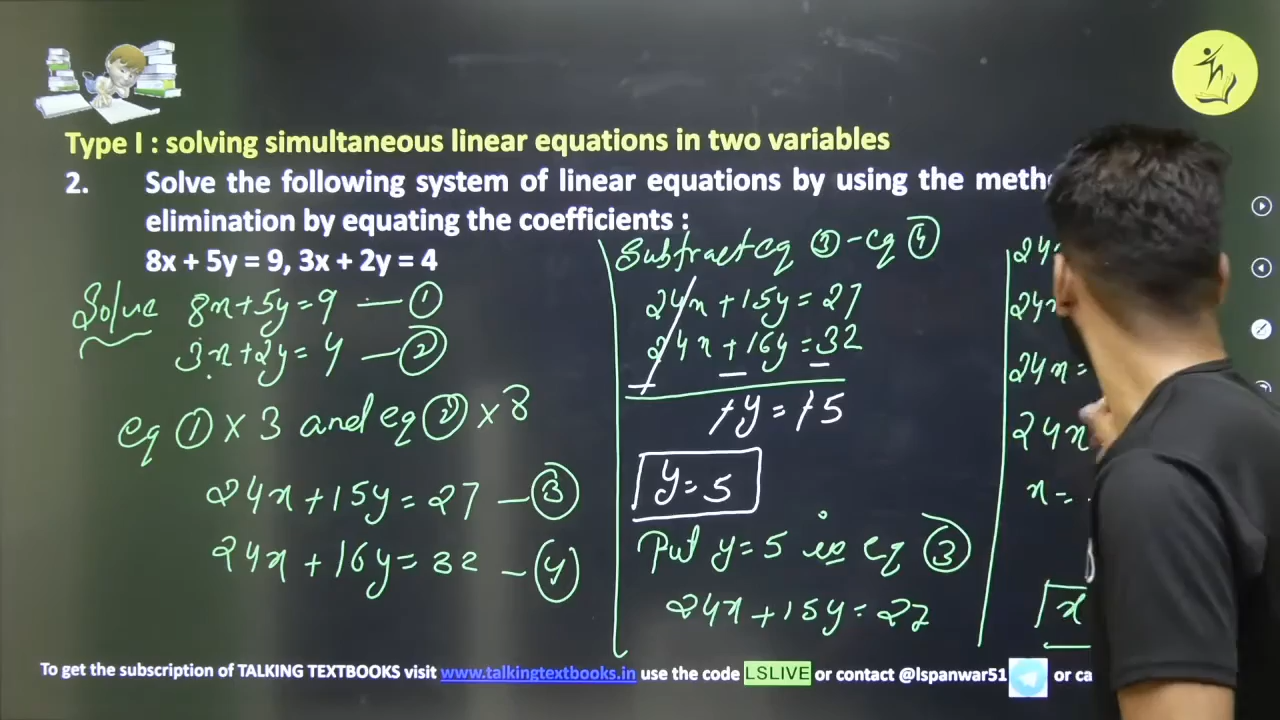 Type I : solving simultaneous linear equations in two variables
2. Solve the following system of linear equations by using the
elimination by equating the coefficients :
8x + 5y = 9, 3x + 2y = 4
Solve 8x+5y=9 — ①
3x+2y=4 — ②
eq ① × 3 and eq ② × 8
24x+15y=27 — ③
24x+16y=32 — ④
Subtract eq ③ - eq ④
24x+15y=27
24x+16y=32
-y=-5
y=5
Put y=5 in eq ③
24x+15y=27
24x=
24x
x=
x
To get the subscription of TALKING TEXTBOOKS visit www.talkingtextbooks.in use the code LSLIVE or contact @lspanwar51 or